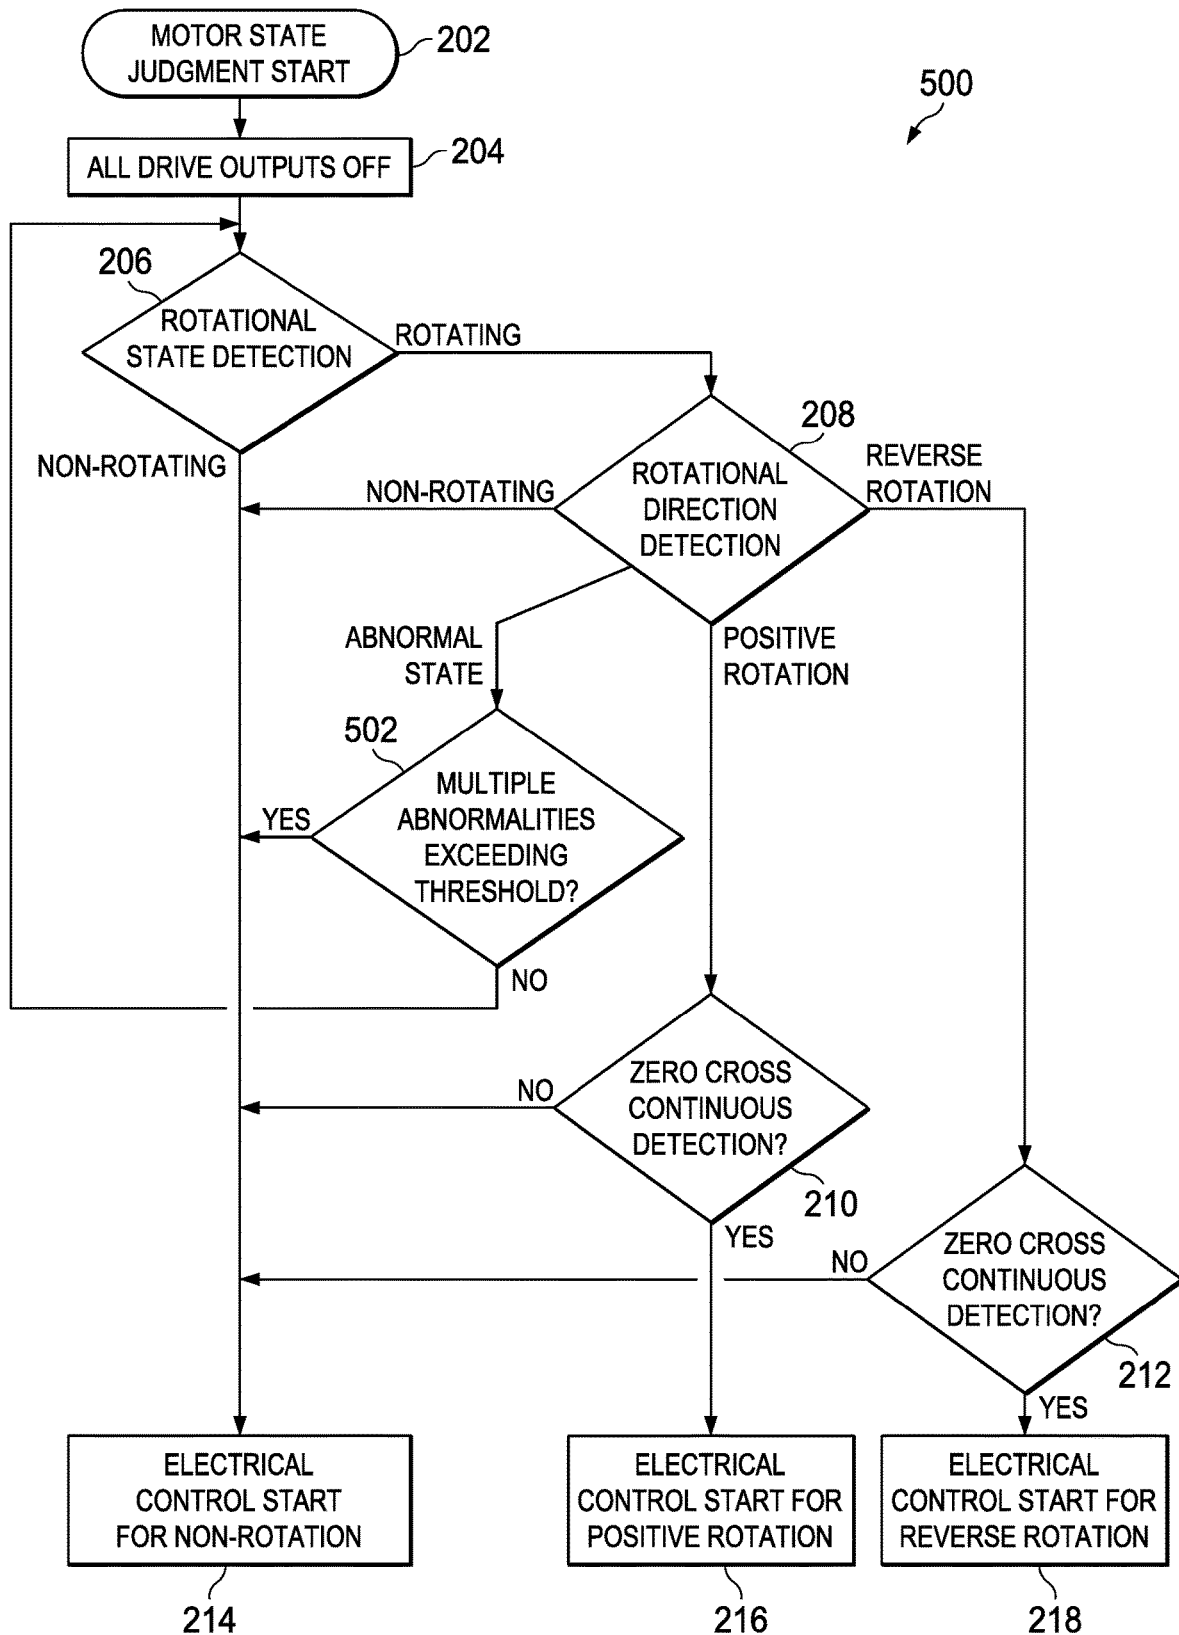 MOTOR STATE
JUDGMENT START
202
500
ALL DRIVE OUTPUTS OFF
204
206
ROTATIONAL
STATE DETECTION
ROTATING
NON-ROTATING
208
ROTATIONAL
DIRECTION
DETECTION
NON-ROTATING
REVERSE
ROTATION
ABNORMAL
STATE
POSITIVE
ROTATION
502
MULTIPLE
ABNORMALITIES
EXCEEDING
THRESHOLD?
YES
NO
ZERO CROSS
CONTINUOUS
DETECTION?
NO
210
YES
ZERO CROSS
CONTINUOUS
DETECTION?
NO
212
YES
ELECTRICAL
CONTROL START
FOR NON-ROTATION
ELECTRICAL
CONTROL START FOR
POSITIVE ROTATION
ELECTRICAL
CONTROL START FOR
REVERSE ROTATION
214
216
218